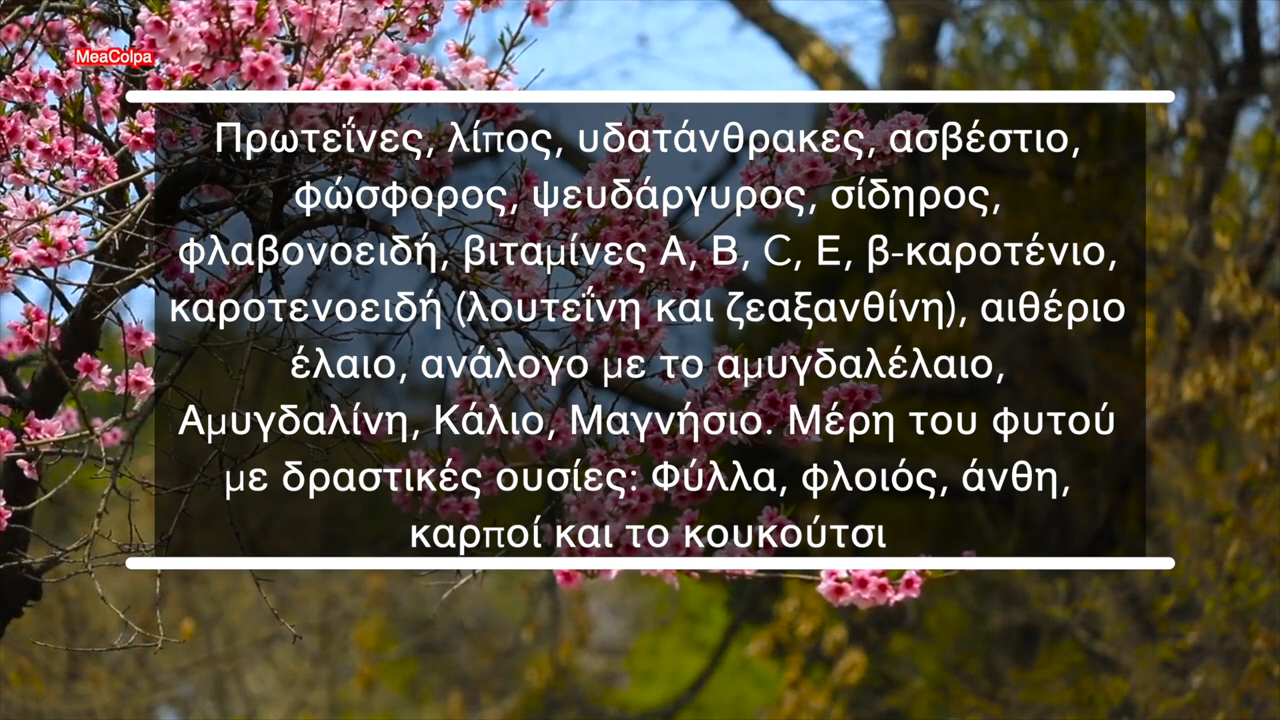 MeaColpa
Πρωτεΐνες, λίπος, υδατάνθρακες, ασβέστιο,
φώσφορος, ψευδάργυρος, σίδηρος,
φλαβονοειδή, βιταμίνες Α, Β, C, Ε, β-καροτένιο,
καροτενοειδή (λουτεΐνη και ζεαξανθίνη), αιθέριο
έλαιο, ανάλογο με το αμυγδαλέλαιο,
Αμυγδαλίνη, Κάλιο, Μαγνήσιο. Μέρη του φυτού
με δραστικές ουσίες: Φύλλα, φλοιός, άνθη,
καρποί και το κουκούτσι